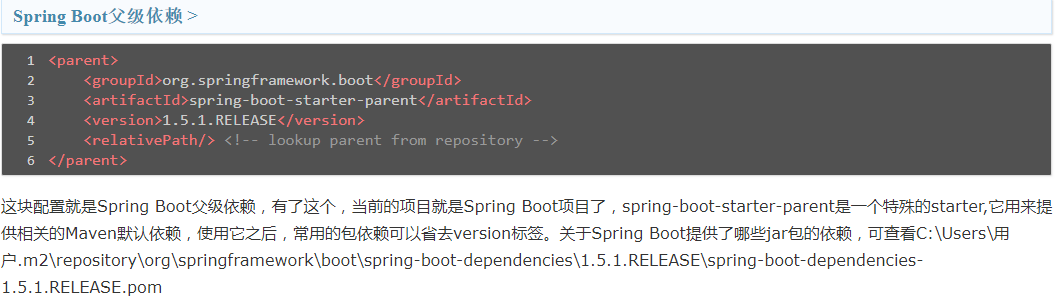 Spring Boot父级依赖 >
1 <parent>
2 <groupId>org.springframework.boot</groupId>
3 <artifactId>spring-boot-starter-parent</artifactId>
4 <version>1.5.1.RELEASE</version>
5 <relativePath/> <!-- lookup parent from repository -->
6 </parent>
这块配置就是Spring Boot父级依赖，有了这个，当前的项目就是Spring Boot项目了，spring-boot-starter-parent是一个特殊的starter,它用来提
供相关的Maven默认依赖，使用它之后，常用的包依赖可以省去version标签。关于Spring Boot提供了哪些jar包的依赖，可查看C:\Users\用
户.m2\repository\org\springframework\boot\spring-boot-dependencies\1.5.1.RELEASE\spring-boot-dependencies-
1.5.1.RELEASE.pom